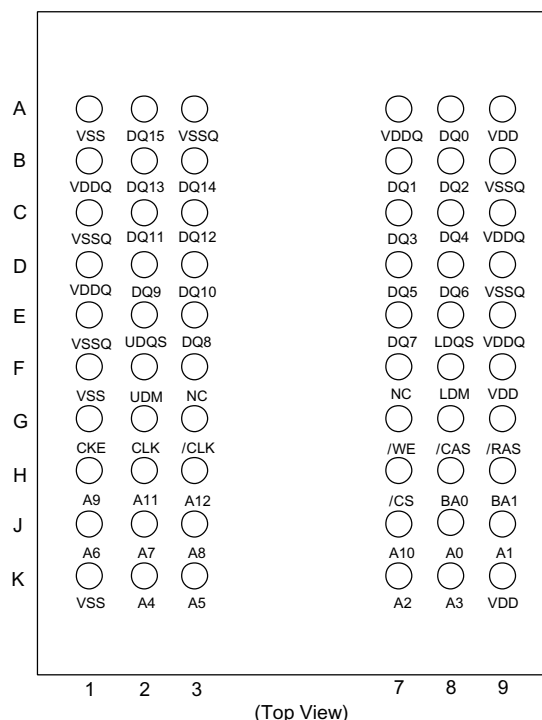 A
VSS DQ15 VSSQ VDDQ DQ0 VDD
B
VDDQ DQ13 DQ14 DQ1 DQ2 VSSQ
C
VSSQ DQ11 DQ12 DQ3 DQ4 VDDQ
D
VDDQ DQ9 DQ10 DQ5 DQ6 VSSQ
E
VSSQ UDQS DQ8 DQ7 LDQS VDDQ
F
VSS UDM NC NC LDM VDD
G
CKE CLK /CLK /WE /CAS /RAS
H
A9 A11 A12 /CS BA0 BA1
J
A6 A7 A8 A10 A0 A1
K
VSS A4 A5 A2 A3 VDD
1 2 3 7 8 9
(Top View)